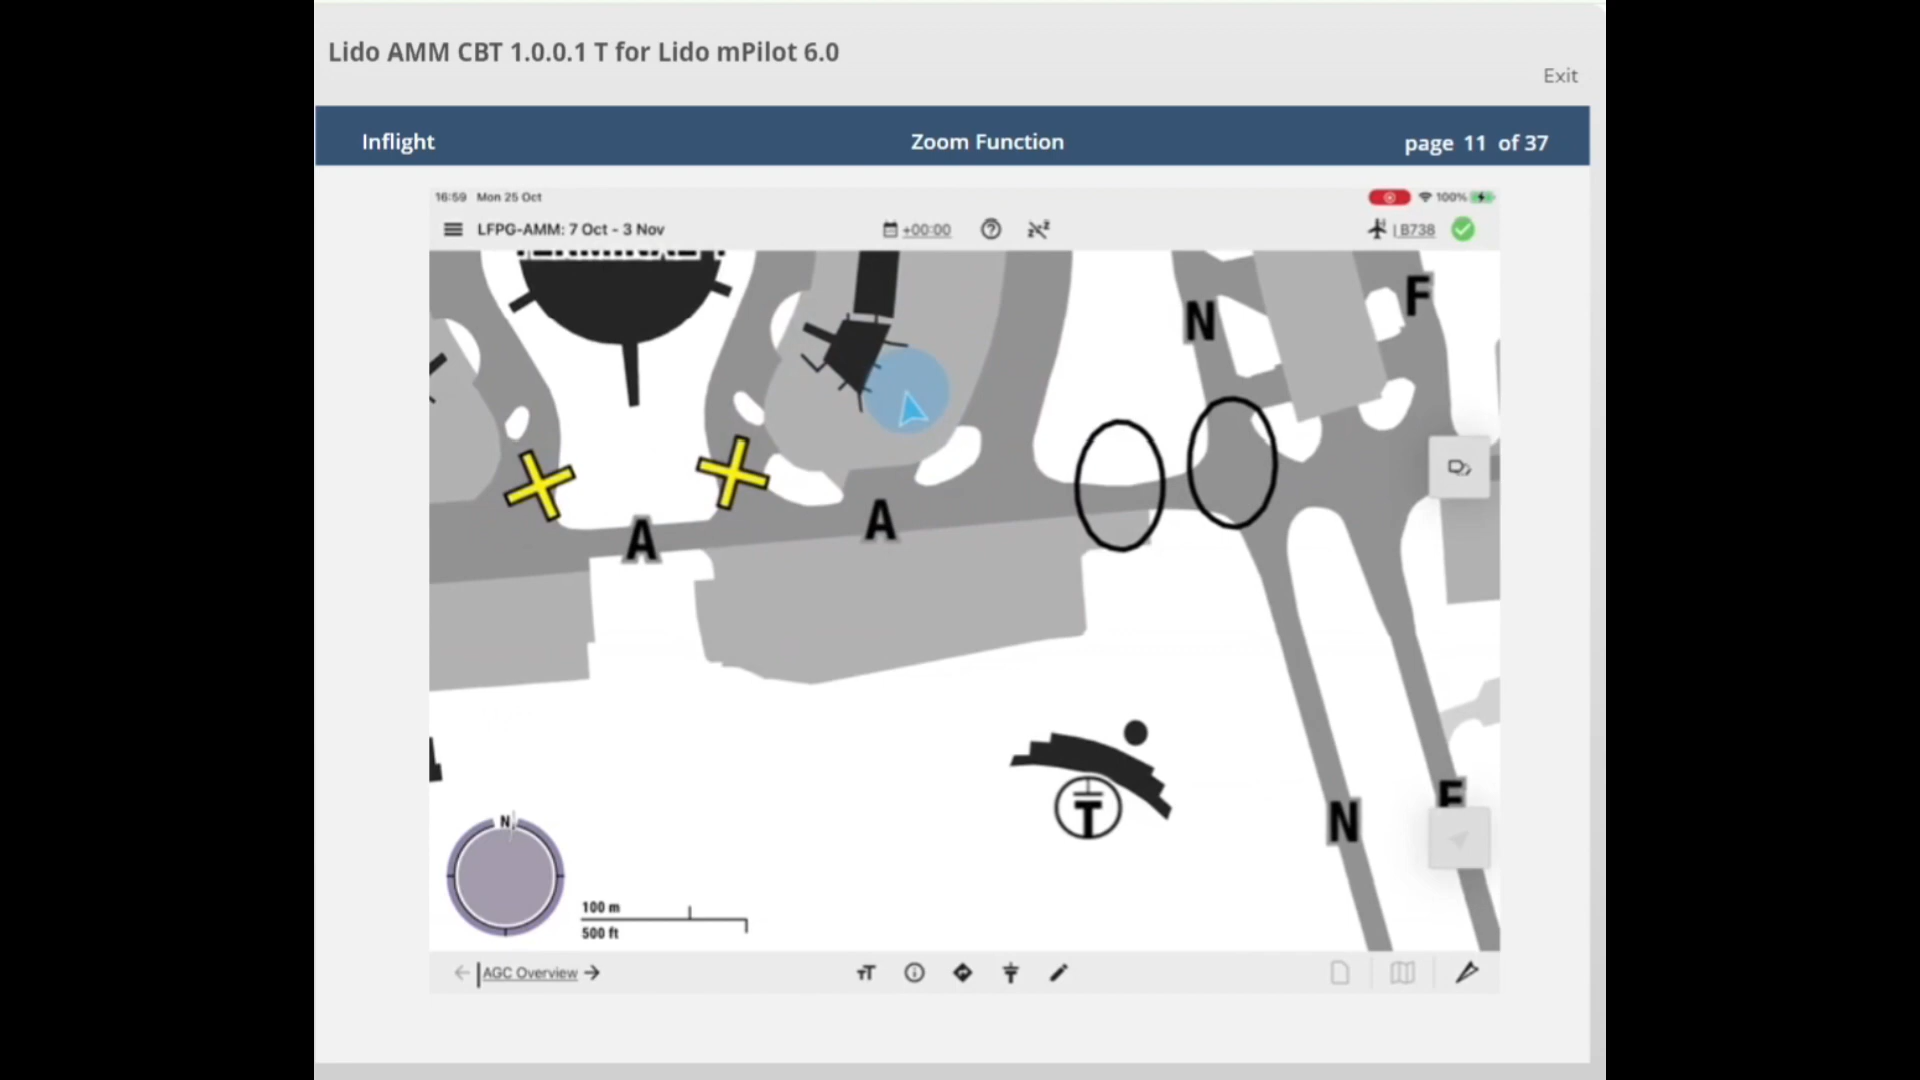 Lido AMM CBT 1.0.0.1 T for Lido mPilot 6.0
Exit
Inflight Zoom Function page 11 of 37
16:59 Mon 25 Oct 100%
LFPG-AMM: 7 Oct - 3 Nov +00:00 B738
N
F
A
A
T
N
F
N
100 m
500 ft
AGC Overview